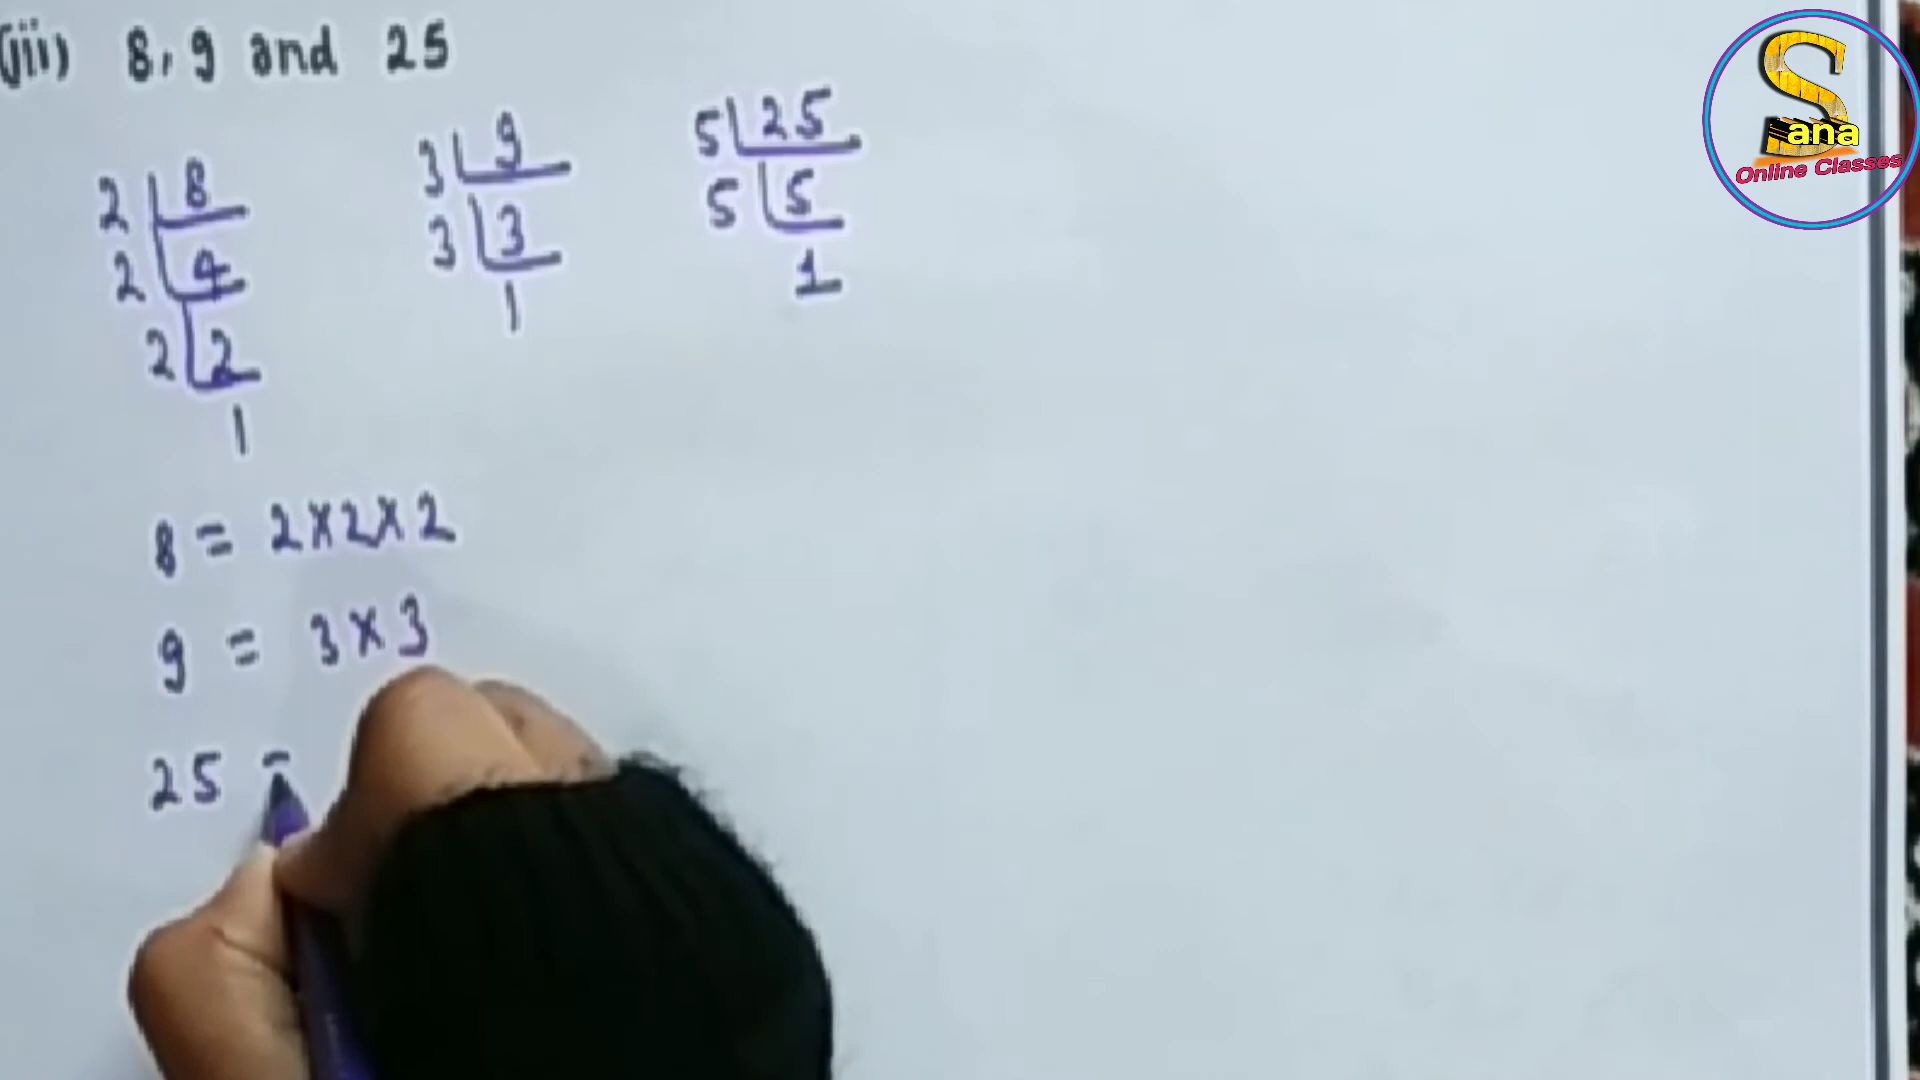 (iii) 8, 9 and 25
2 8
2 4
2 2
1
3 9
3 3
1
5 25
5 5
1
8 = 2×2×2
9 = 3×3
25 =
Sana
Online Classes